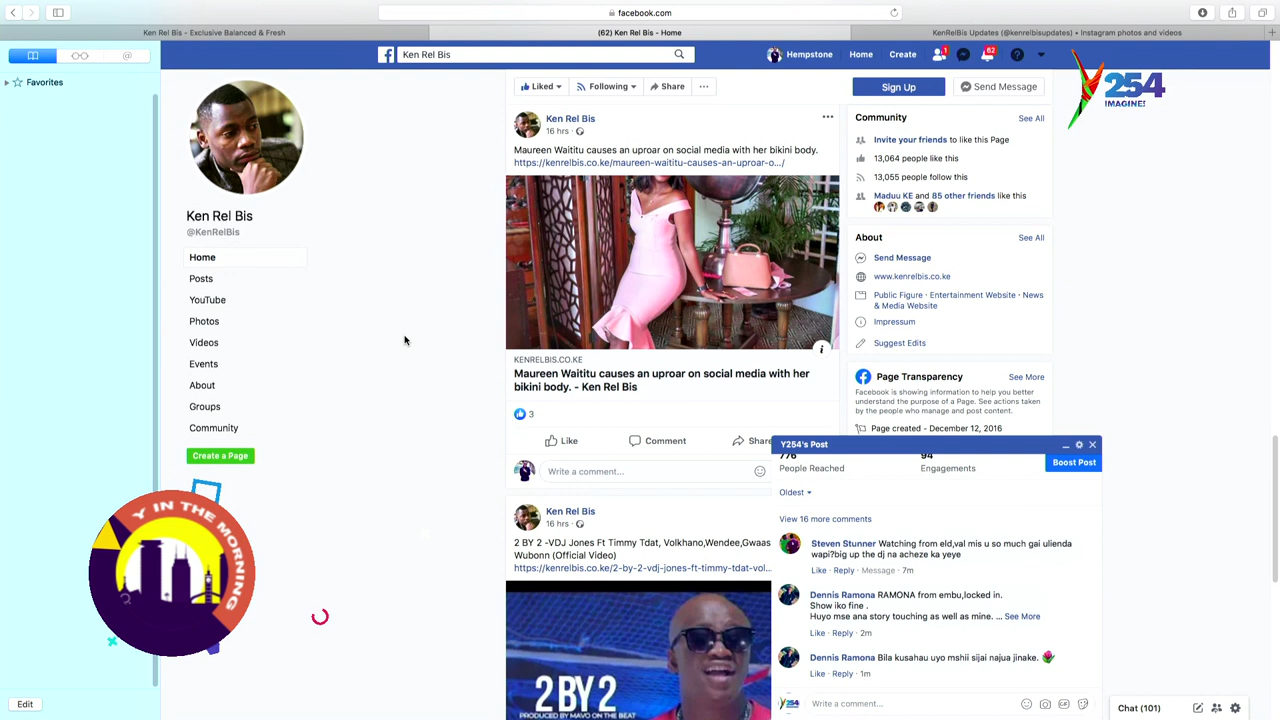 facebook.com
Ken Rel Bis - Exclusive Balanced & Fresh
(62) Ken Rel Bis - Home
KenRelBis Updates (@kenrelbisupdates) • Instagram photos and videos
Favorites
Ken Rel Bis
Hempstone
Home
Create
1
62
Y254
IMAGINE!
Ken Rel Bis
@KenRelBis
Home
Posts
YouTube
Photos
Videos
Events
About
Groups
Community
Create a Page
Y IN THE MORNING
Edit
Liked
Following
Share
Sign Up
Send Message
Ken Rel Bis
16 hrs ·
Maureen Waititu causes an uproar on social media with her bikini body.
https://kenrelbis.co.ke/maureen-waititu-causes-an-uproar-o.../
KENRELBIS.CO.KE
Maureen Waititu causes an uproar on social media with her
bikini body. - Ken Rel Bis
3
Like
Comment
Share
Write a comment...
Ken Rel Bis
16 hrs ·
2 BY 2 -VDJ Jones Ft Timmy Tdat, Volkhano,Wendee,Gwaas
Wubonn (Official Video)
https://kenrelbis.co.ke/2-by-2-vdj-jones-ft-timmy-tdat-vol...
2 BY 2
PRODUCED BY MAVO ON THE BEAT
Community
See All
Invite your friends to like this Page
13,064 people like this
13,055 people follow this
Maduu KE and 85 other friends like this
About
See All
Send Message
www.kenrelbis.co.ke
Public Figure · Entertainment Website · News
& Media Website
Impressum
Suggest Edits
Page Transparency
See More
Facebook is showing information to help you better
understand the purpose of a Page. See actions taken
by the people who manage and post content.
Page created - December 12, 2016
Y254's Post
776
94
People Reached
Engagements
Boost Post
Oldest
View 16 more comments
Steven Stunner Watching from eld,val mis u so much gai ulienda
wapi?big up the dj na acheze ka yeye
Like · Reply · Message · 7m
Dennis Ramona RAMONA from embu,locked in.
Show iko fine .
Huyo mse ana story touching as well as mine. ... See More
Like · Reply · 2m
Dennis Ramona Bila kusahau uyo mshii sijai najua jinake. 🌷
Like · Reply · 1m
Y254
Write a comment...
Chat (101)